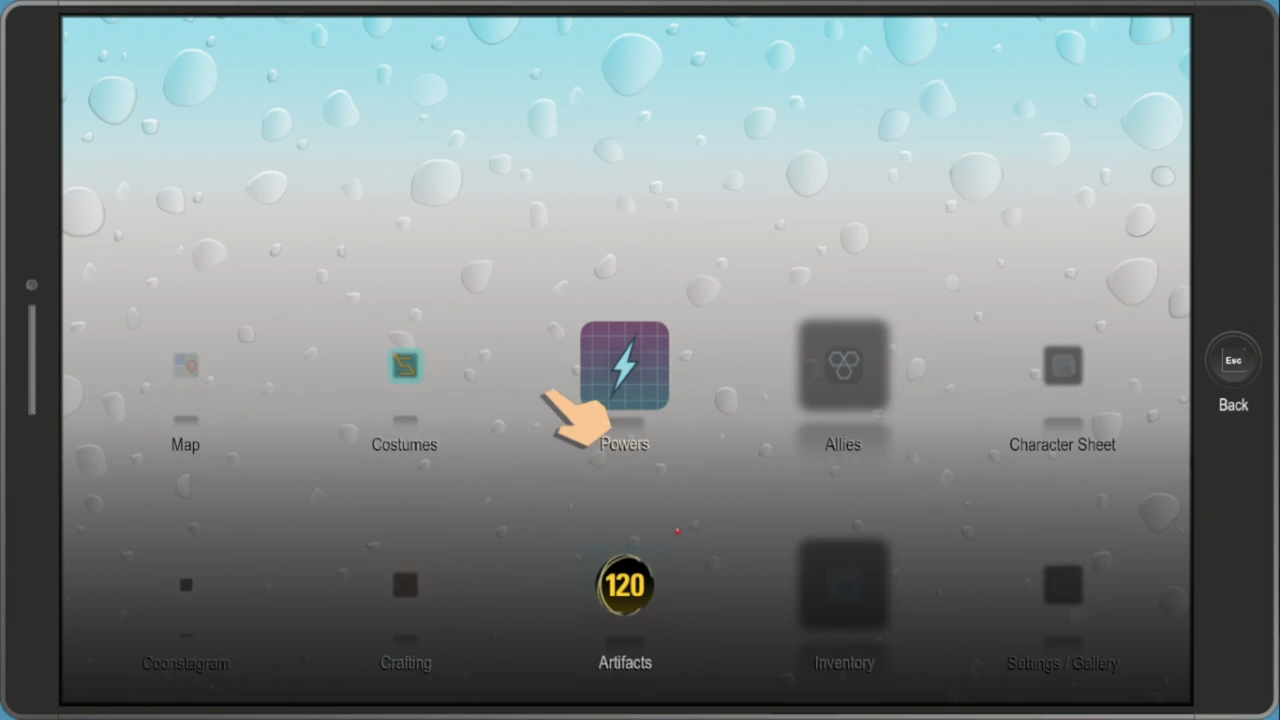 Esc
Back
Map
Costumes
Powers
Allies
Character Sheet
120
Coonstagram
Crafting
Artifacts
Inventory
Settings / Gallery